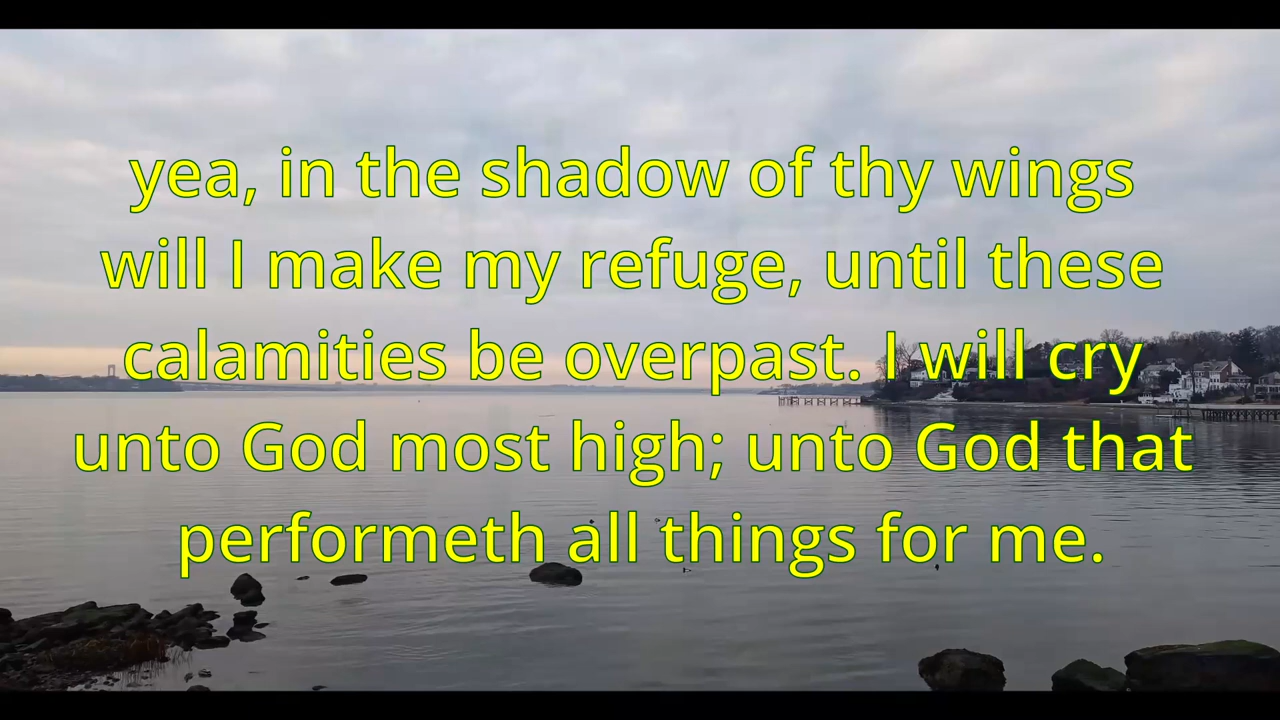 yea, in the shadow of thy wings
will I make my refuge, until these
calamities be overpast. I will cry
unto God most high; unto God that
performeth all things for me.